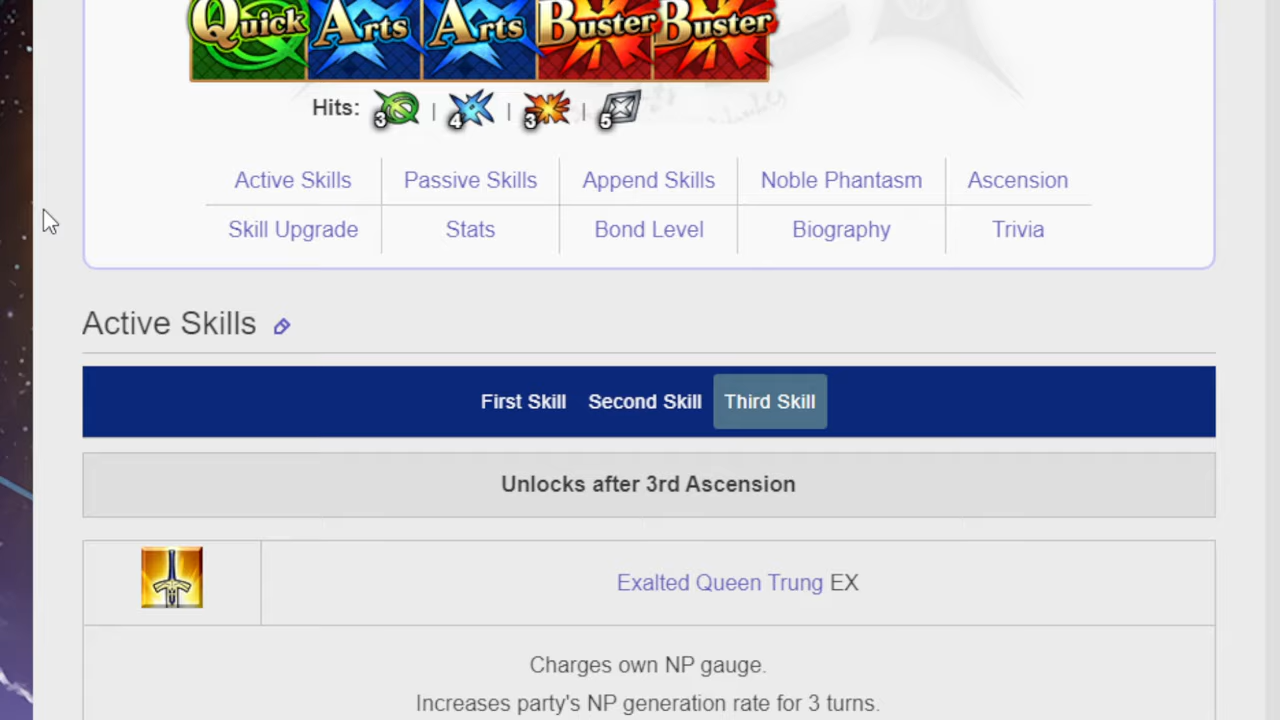 Quick Arts Arts Buster Buster
Hits: 3 | 4 | 3 | 5
Active Skills Passive Skills Append Skills Noble Phantasm Ascension
Skill Upgrade Stats Bond Level Biography Trivia
Active Skills
First Skill Second Skill Third Skill
Unlocks after 3rd Ascension
Exalted Queen Trung EX
Charges own NP gauge.
Increases party's NP generation rate for 3 turns.